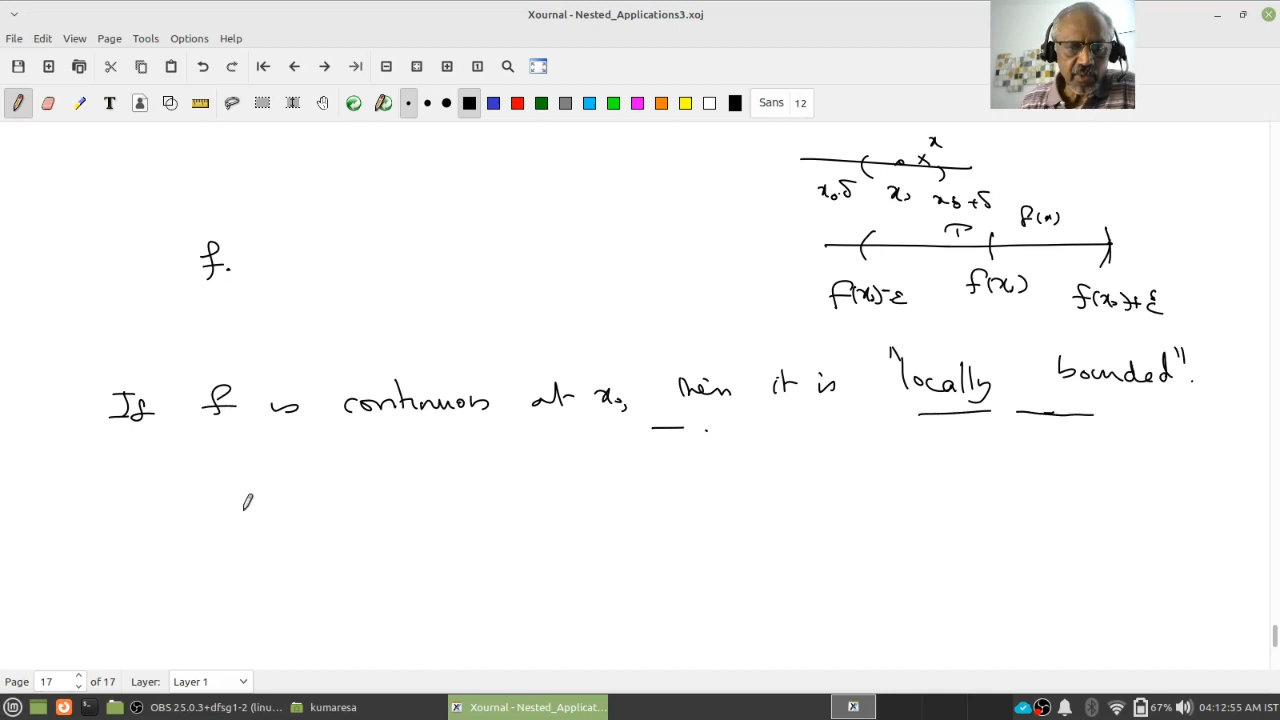 Xournal - Nested_Applications3.xoj
File Edit View Page Tools Options Help
Sans 12
x
x₀-δ x₀ x₀+δ
f(x)
f(x₀)-ε f(x₀) f(x₀)+ε
f.
If f is continuous at x₀, then it is "locally bounded".
Page 17 of 17 Layer: Layer 1
OBS 25.0.3+dfsg1-2 (linu... kumaresa Xournal - Nested_Applicat... 67% 04:12:55 AM IST